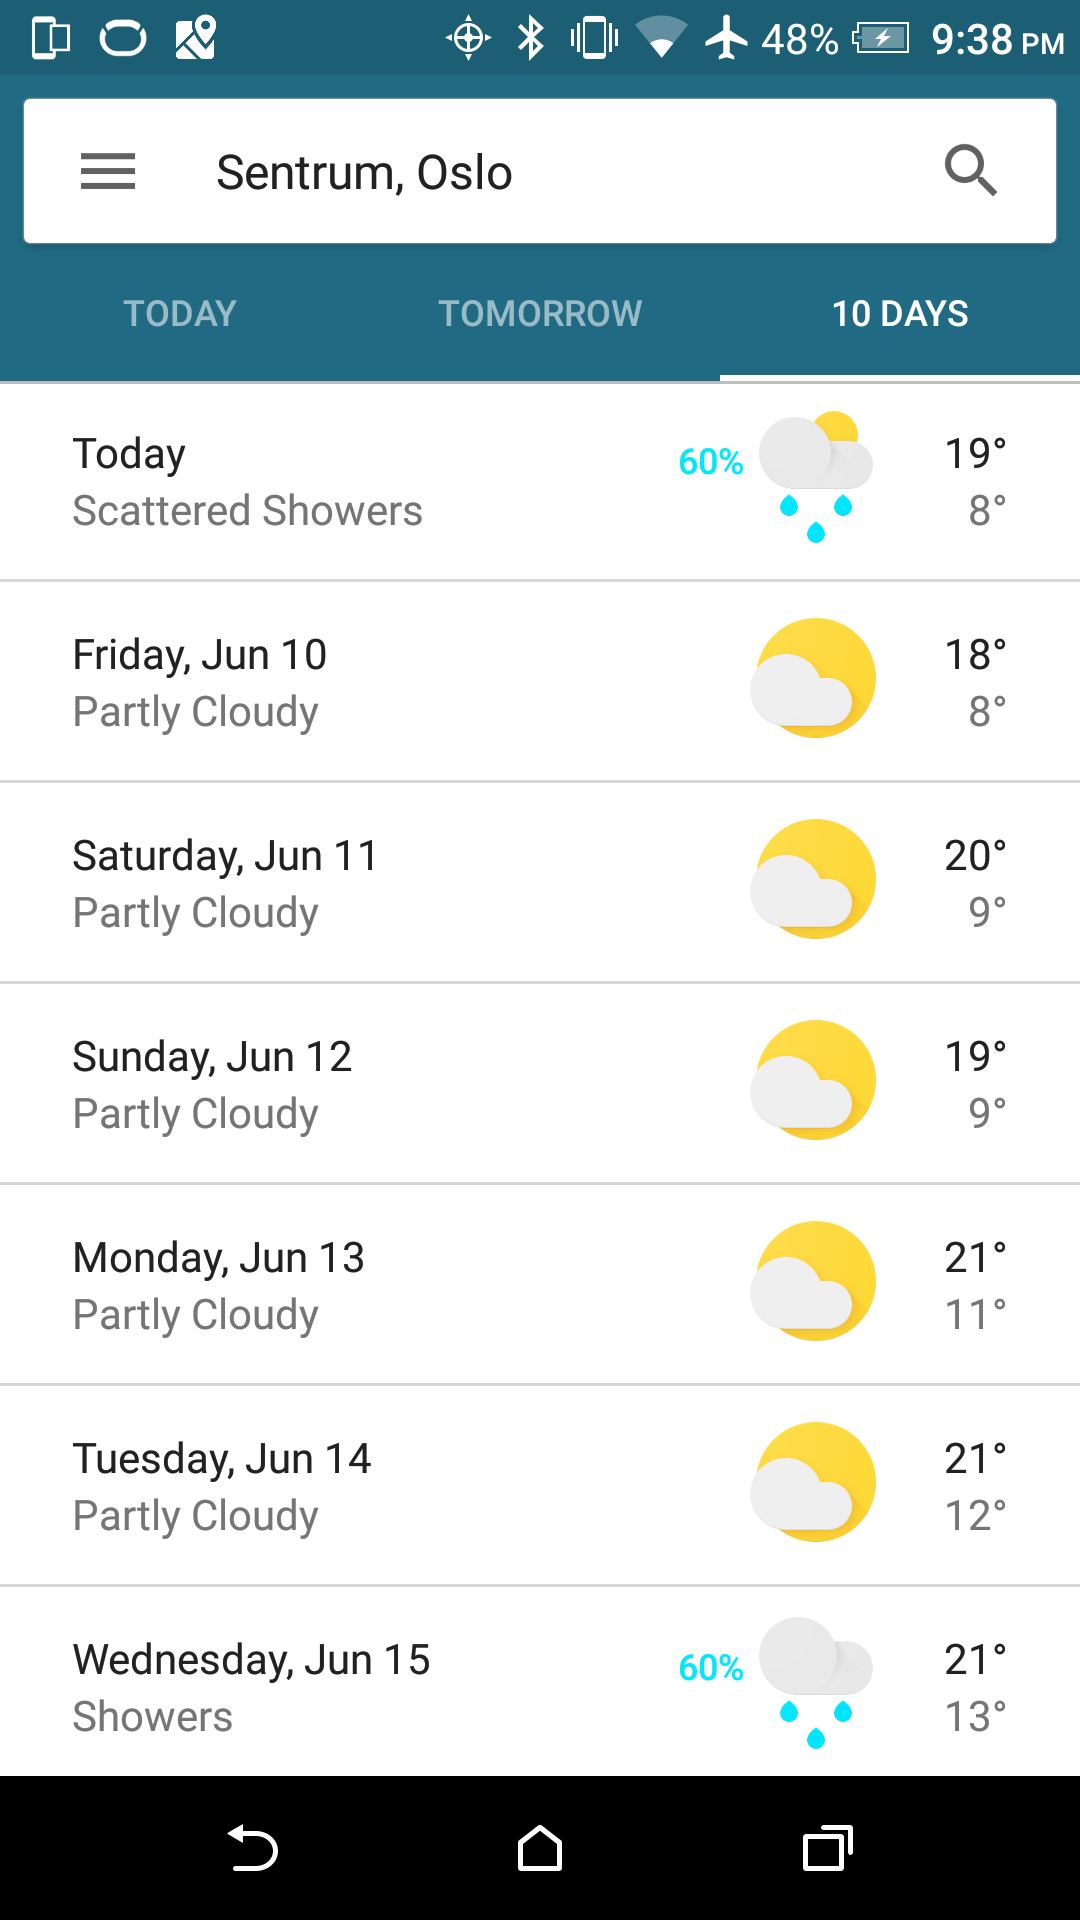 48% 9:38 PM
Sentrum, Oslo
TODAY TOMORROW 10 DAYS
Today 60% 19°
Scattered Showers 8°
Friday, Jun 10 18°
Partly Cloudy 8°
Saturday, Jun 11 20°
Partly Cloudy 9°
Sunday, Jun 12 19°
Partly Cloudy 9°
Monday, Jun 13 21°
Partly Cloudy 11°
Tuesday, Jun 14 21°
Partly Cloudy 12°
Wednesday, Jun 15 60% 21°
Showers 13°